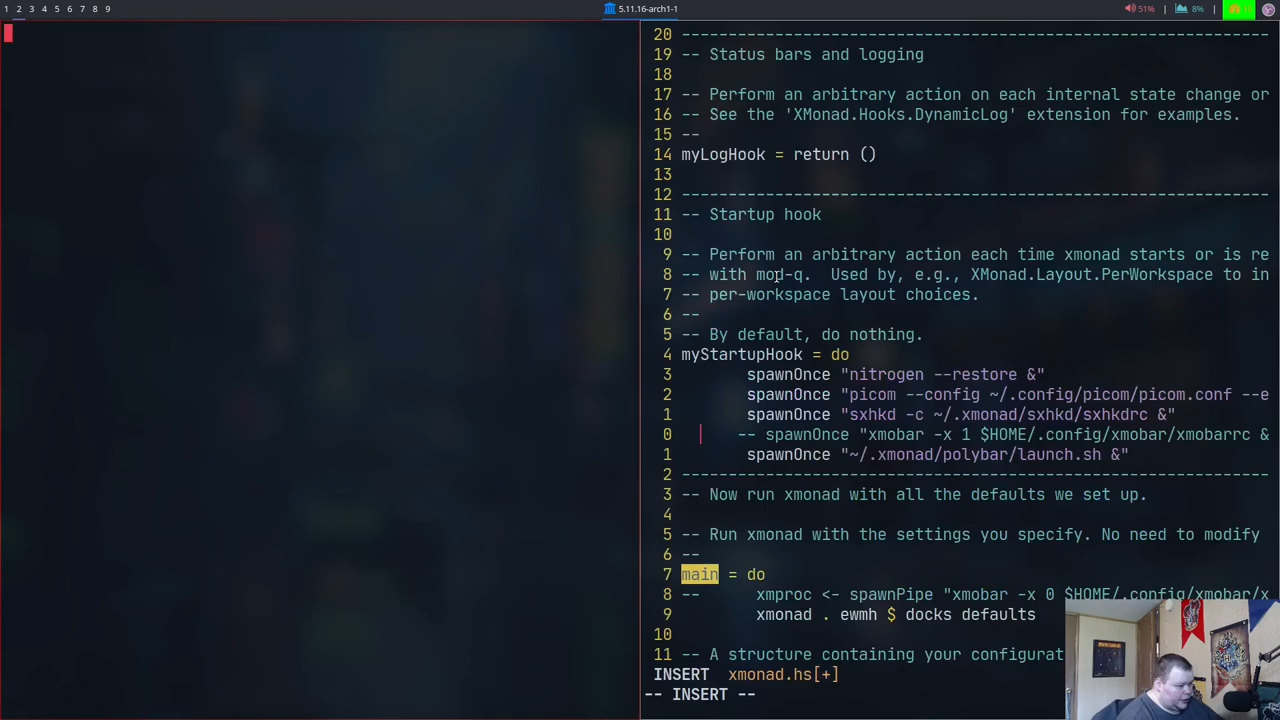 1 2 3 4 5 6 7 8 9
5.11.16-arch1-1
51% | 8% |
20 --------------------------------------------------------------
19 -- Status bars and logging
18
17 -- Perform an arbitrary action on each internal state change or
16 -- See the 'XMonad.Hooks.DynamicLog' extension for examples.
15 --
14 myLogHook = return ()
13
12 --------------------------------------------------------------
11 -- Startup hook
10
9 -- Perform an arbitrary action each time xmonad starts or is re
8 -- with mod-q.  Used by, e.g., XMonad.Layout.PerWorkspace to in
7 -- per-workspace layout choices.
6 --
5 -- By default, do nothing.
4 myStartupHook = do
3 spawnOnce "nitrogen --restore &"
2 spawnOnce "picom --config ~/.config/picom/picom.conf --e
1 spawnOnce "sxhkd -c ~/.xmonad/sxhkd/sxhkdrc &"
0 -- spawnOnce "xmobar -x 1 $HOME/.config/xmobar/xmobarrc &
1 spawnOnce "~/.xmonad/polybar/launch.sh &"
2 --------------------------------------------------------------
3 -- Now run xmonad with all the defaults we set up.
4
5 -- Run xmonad with the settings you specify. No need to modify
6 --
7 main = do
8 -- xmproc <- spawnPipe "xmobar -x 0 $HOME/.config/xmobar/x
9 xmonad . ewmh $ docks defaults
10
11 -- A structure containing your configurat
INSERT xmonad.hs[+]
-- INSERT --